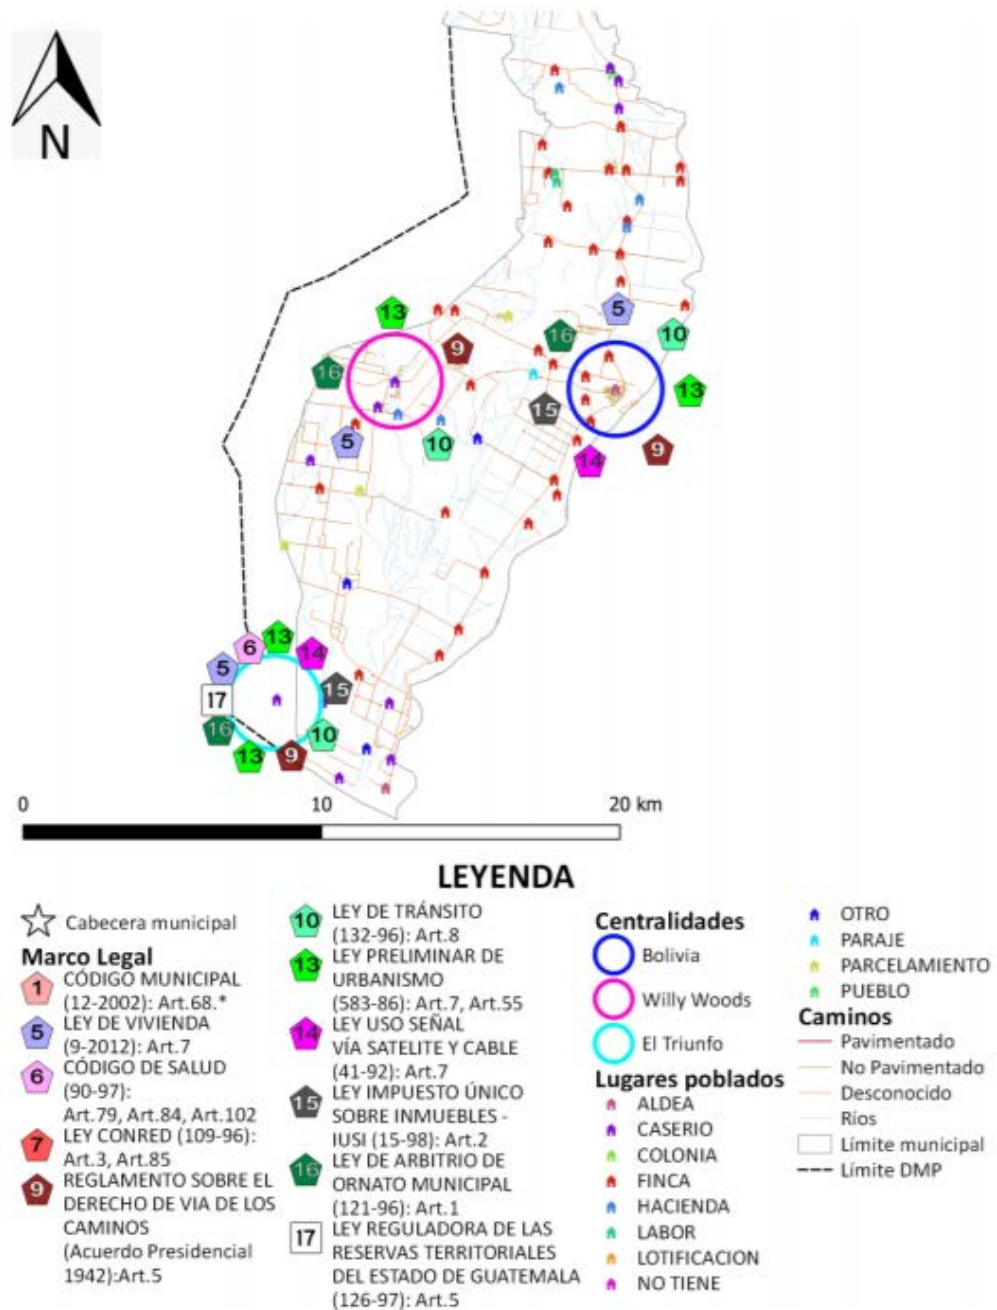 N
13
5
16
10
9
16
13
15
5
10
9
14
13
6
14
5
15
17
16
10
13
9
0
10
20 km
LEYENDA
Cabecera municipal
Marco Legal
1 CÓDIGO MUNICIPAL
(12-2002): Art.68.*
5 LEY DE VIVIENDA
(9-2012): Art.7
6 CÓDIGO DE SALUD
(90-97):
Art.79, Art.84, Art.102
7 LEY CONRED (109-96):
Art.3, Art.85
9 REGLAMENTO SOBRE EL
DERECHO DE VIA DE LOS
CAMINOS
(Acuerdo Presidencial
1942):Art.5
10 LEY DE TRÁNSITO
(132-96): Art.8
13 LEY PRELIMINAR DE
URBANISMO
(583-86): Art.7, Art.55
14 LEY USO SEÑAL
VÍA SATELITE Y CABLE
(41-92): Art.7
15 LEY IMPUESTO ÚNICO
SOBRE INMUEBLES -
IUSI (15-98): Art.2
16 LEY DE ARBITRIO DE
ORNATO MUNICIPAL
(121-96): Art.1
17 LEY REGULADORA DE LAS
RESERVAS TERRITORIALES
DEL ESTADO DE GUATEMALA
(126-97): Art.5
Centralidades
Bolivia
Willy Woods
El Triunfo
Lugares poblados
ALDEA
CASERIO
COLONIA
FINCA
HACIENDA
LABOR
LOTIFICACION
NO TIENE
OTRO
PARAJE
PARCELAMIENTO
PUEBLO
Caminos
Pavimentado
No Pavimentado
Desconocido
Ríos
Límite municipal
Límite DMP